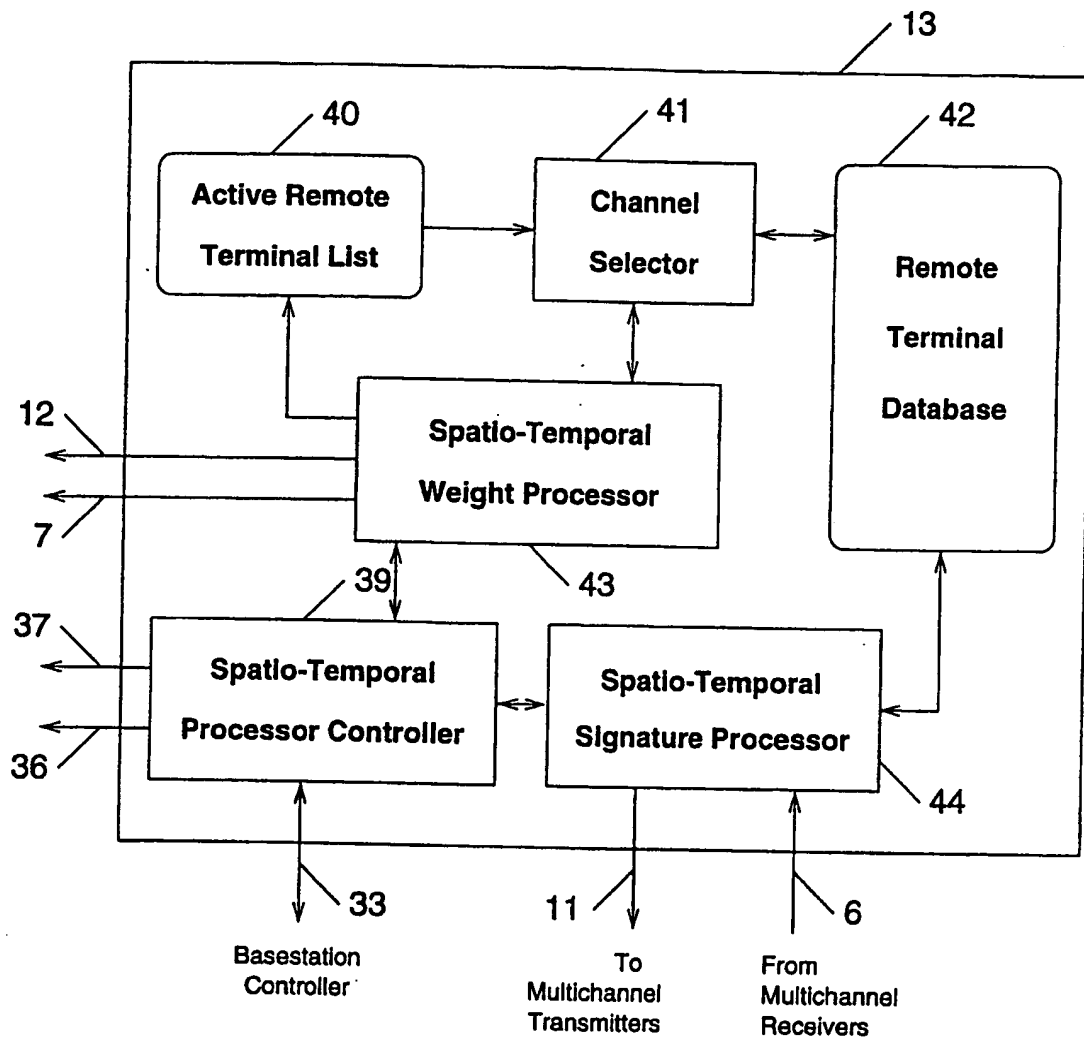 13
40
41
42
Active Remote
Terminal List
Channel
Selector
Remote
Terminal
Database
12
7
Spatio-Temporal
Weight Processor
43
39
37
36
Spatio-Temporal
Processor Controller
Spatio-Temporal
Signature Processor
44
33
11
6
Basestation
Controller
To
Multichannel
Transmitters
From
Multichannel
Receivers